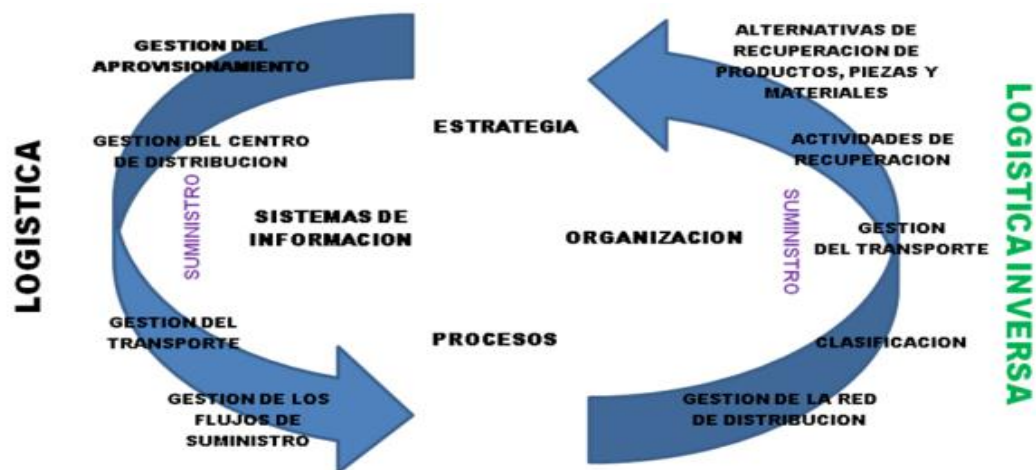 LOGISTICA
GESTION DEL
APROVISIONAMIENTO
GESTION DEL CENTRO
DE DISTRIBUCION
SUMINISTRO
GESTION DEL
TRANSPORTE
GESTION DE LOS
FLUJOS DE
SUMINISTRO
ESTRATEGIA
SISTEMAS DE
INFORMACION
ORGANIZACION
PROCESOS
ALTERNATIVAS DE
RECUPERACION DE
PRODUCTOS, PIEZAS Y
MATERIALES
ACTIVIDADES DE
RECUPERACION
SUMINISTRO
GESTION
DEL TRANSPORTE
CLASIFICACION
GESTION DE LA RED
DE DISTRIBUCION
LOGISTICA INVERSA